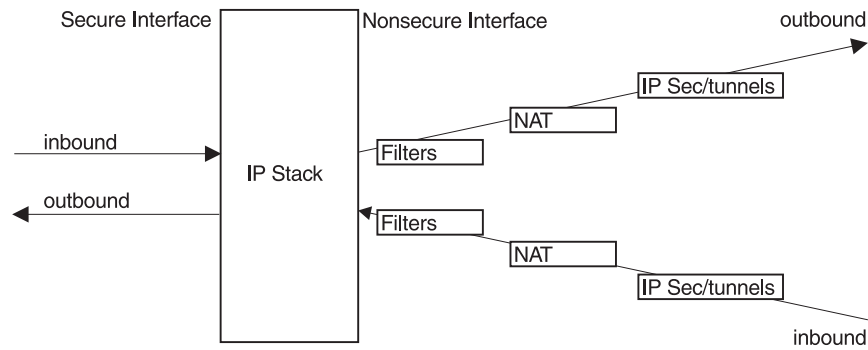 Secure Interface
Nonsecure Interface
outbound
IP Sec/tunnels
NAT
Filters
inbound
IP Stack
outbound
Filters
NAT
IP Sec/tunnels
inbound